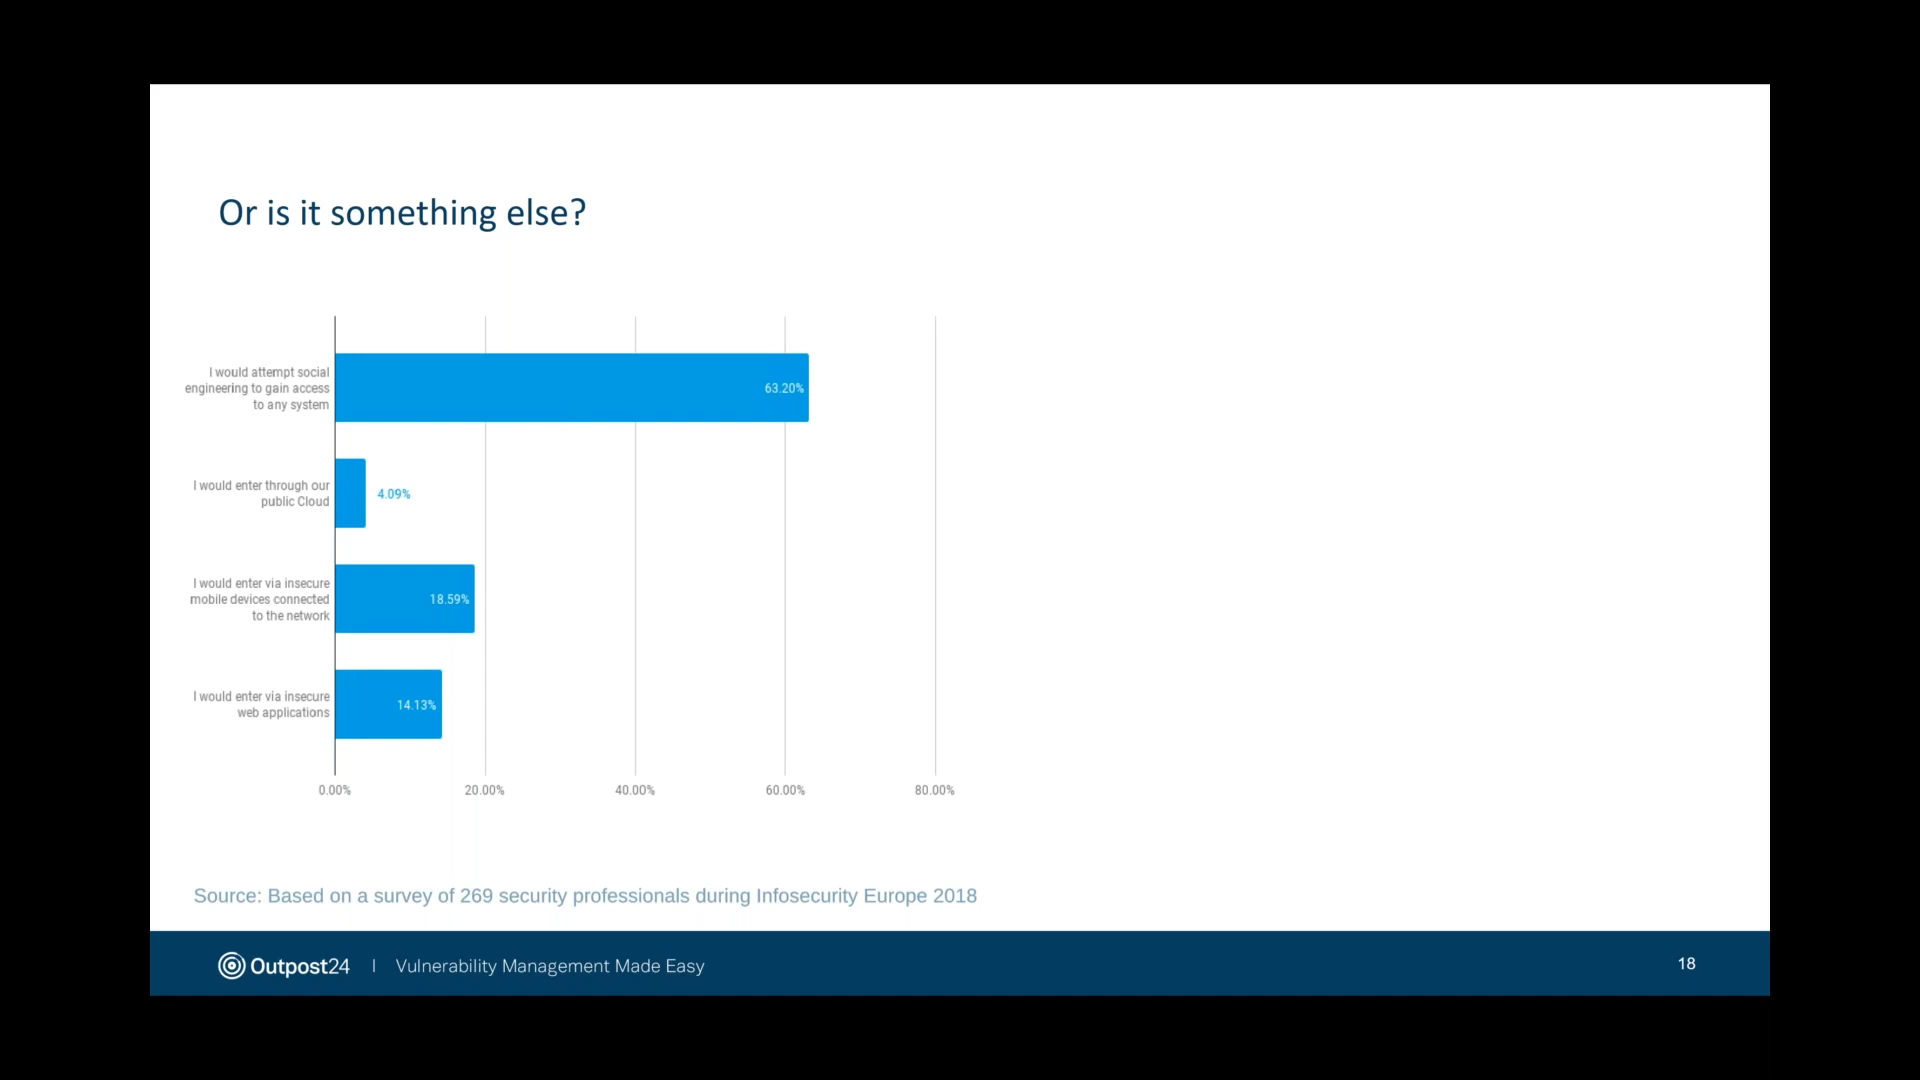 Or is it something else?
I would attempt social
engineering to gain access
to any system
63.20%
I would enter through our
public Cloud
4.09%
I would enter via insecure
mobile devices connected
to the network
18.59%
I would enter via insecure
web applications
14.13%
0.00% 20.00% 40.00% 60.00% 80.00%
Source: Based on a survey of 269 security professionals during Infosecurity Europe 2018
Outpost24 | Vulnerability Management Made Easy 18